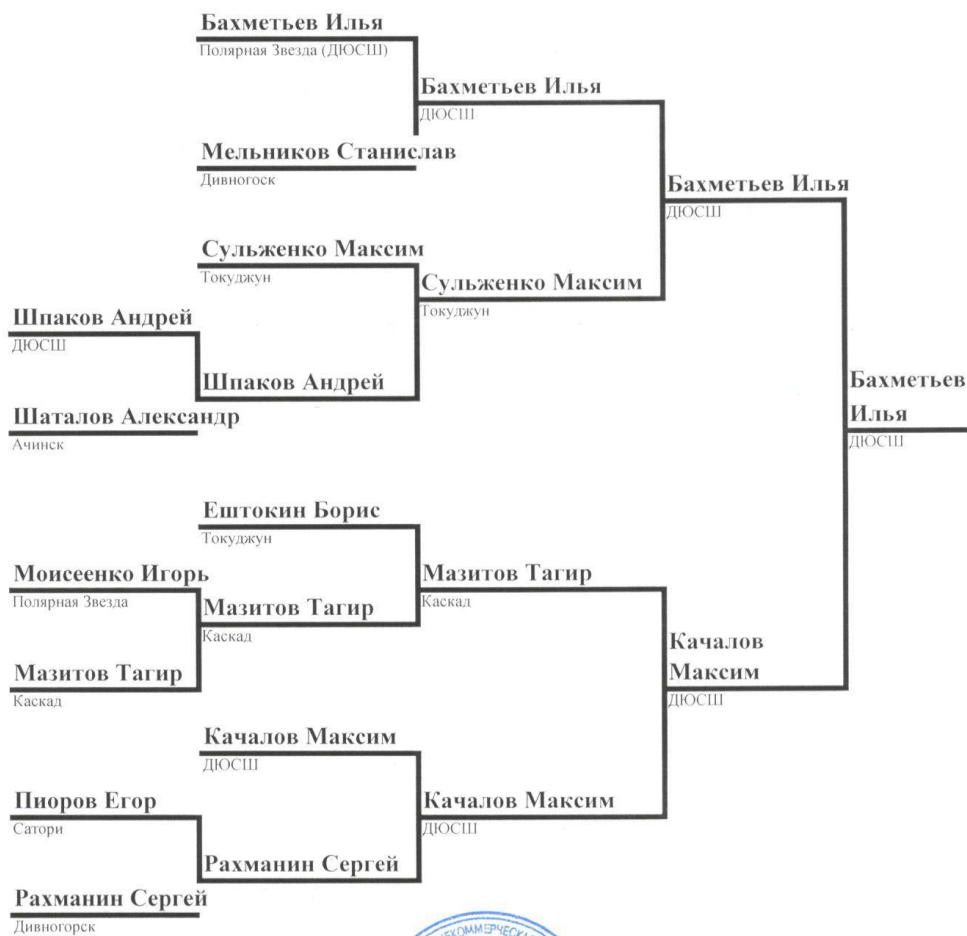 Бахметьев Илья
Полярная Звезда (ДЮСШ)
Бахметьев Илья
ДЮСШ
Мельников Станислав
Дивногоск
Бахметьев Илья
ДЮСШ
Сульженко Максим
Токуджун
Сульженко Максим
Токуджун
Шпаков Андрей
ДЮСШ
Шпаков Андрей
Шаталов Александр
Ачинск
Бахметьев
Илья
ДЮСШ
Ештокин Борис
Токуджун
Моисеенко Игорь
Полярная Звезда
Мазитов Тагир
Каскад
Мазитов Тагир
Каскад
Мазитов Тагир
Каскад
Качалов
Максим
ДЮСШ
Качалов Максим
ДЮСШ
Пиоров Егор
Сатори
Качалов Максим
ДЮСШ
Рахманин Сергей
Рахманин Сергей
Дивногорск